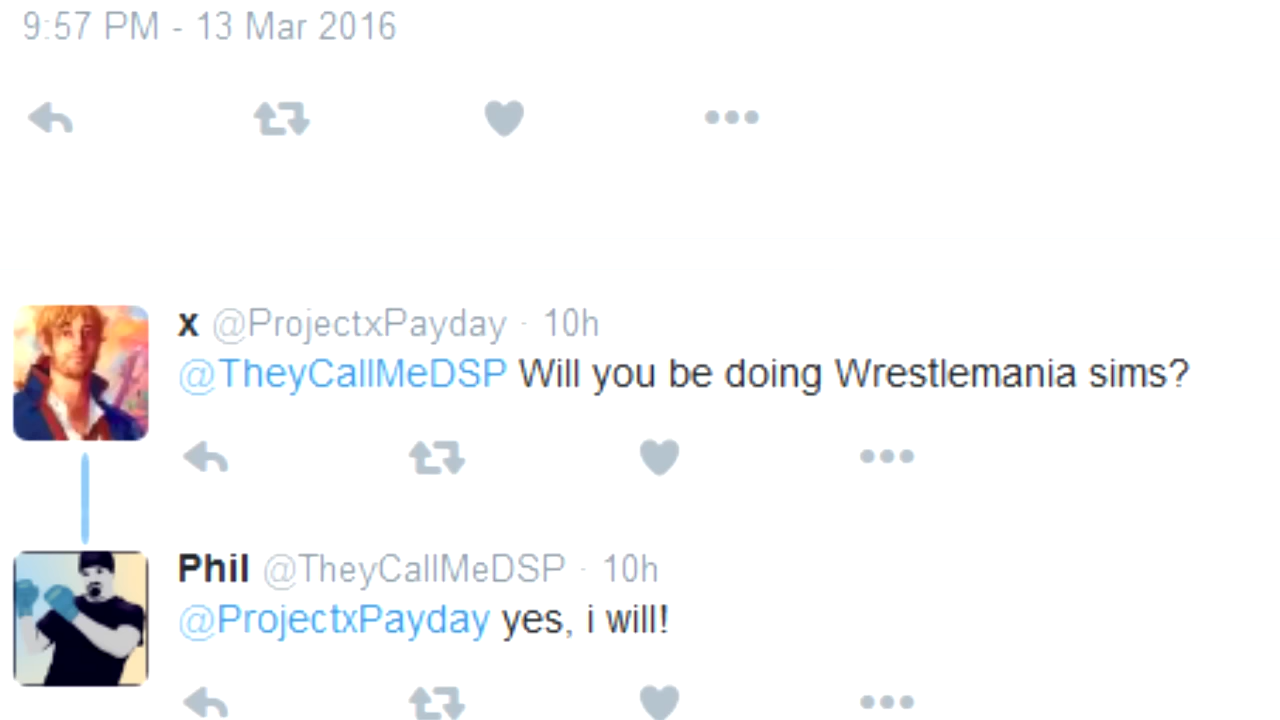 9:57 PM - 13 Mar 2016
x @ProjectxPayday · 10h
@TheyCallMeDSP Will you be doing Wrestlemania sims?
Phil @TheyCallMeDSP · 10h
@ProjectxPayday yes, i will!